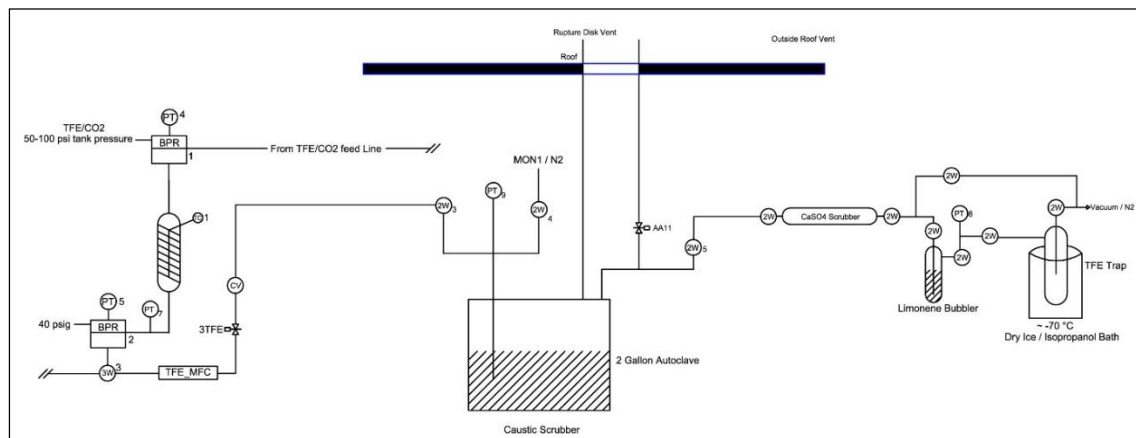 Rupture Disk Vent
Outside Roof Vent
Roof
PT 4
TFE/CO2
50-100 psi tank pressure
BPR
1
From TFE/CO2 feed Line
MON1 / N2
2W 3
PT 9
2W 4
2W
2W
CaSO4 Scrubber
2W
2W
Vacuum / N2
1
AA11
2W 5
2W
PT
2W
2W
TFE Trap
CV
PT 5
PT 7
40 psig
BPR
2
3TFE
Limonene Bubbler
~ -70 °C
Dry Ice / Isopropanol Bath
3W 3
TFE_MFC
2 Gallon Autoclave
Caustic Scrubber